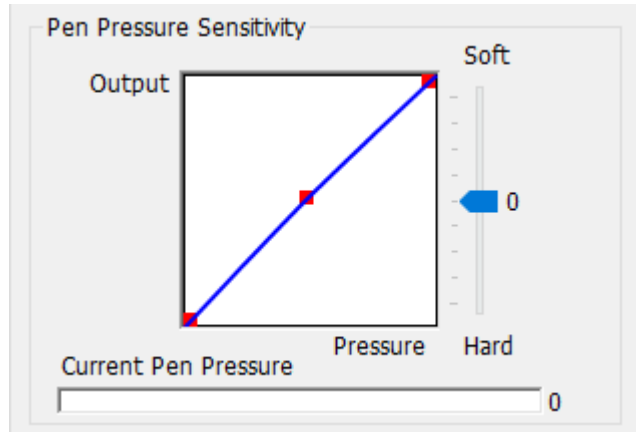 Pen Pressure Sensitivity
Soft
Output
0
Pressure
Hard
Current Pen Pressure
0